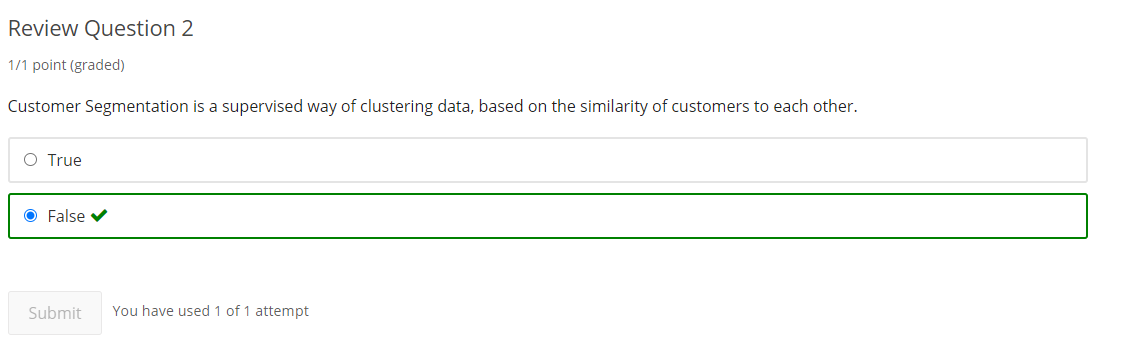 Review Question 2
1/1 point (graded)
Customer Segmentation is a supervised way of clustering data, based on the similarity of customers to each other.
True
False
Submit
You have used 1 of 1 attempt